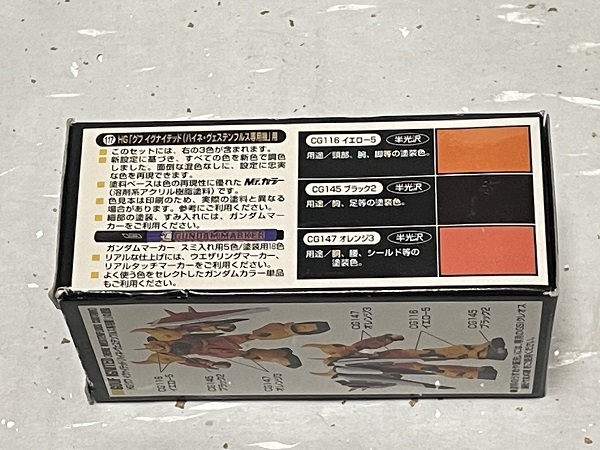 117 HG「グフ イグナイテッド(ハイネ・ヴェステンフルス専用機)」用
■ このセットには、右の3色が含まれます。
■ 新設定に基づき、すべての色を新色で調色
しました、面倒な混色なしに、設定に忠実
な色を再現できます。
■ 塗料ベースは色の再現性に優れた Mr.カラー
(溶剤系アクリル樹脂塗料)です。
■ 色見本は印刷のため、実際の塗料と異なる
場合があります。参考にご利用ください。
■ 細部の塗装、すみ入れには、ガンダムマー
カーをご利用ください。
GUNDAM MARKER
ガンダムマーカー スミ入れ用5色/塗装用18色
■ リアルな仕上げには、ウエザリングマーカー、
リアルタッチマーカーをご利用ください。
■ よく使う色をセレクトしたガンダムカラー単品
もご利用ください。
CG116 イエロー5 半光沢
用途/頭部、腕、脚等の塗装色。
CG145 ブラック2 半光沢
用途/胸、足等の塗装色。
CG147 オレンジ3 半光沢
用途/胴、腰、シールド等の
塗装色。
CG116
イエロー5
CG145
ブラック2
CG147
オレンジ3
CG147
オレンジ3
CG116
イエロー5
CG145
ブラック2